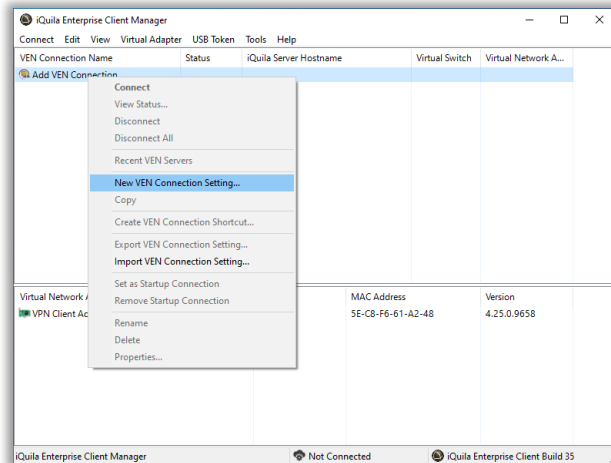 iQuila Enterprise Client Manager
Connect Edit View Virtual Adapter USB Token Tools Help
VEN Connection Name Status iQuila Server Hostname Virtual Switch Virtual Network A...
Add VEN Connection
Connect
View Status...
Disconnect
Disconnect All
Recent VEN Servers
New VEN Connection Setting...
Copy
Create VEN Connection Shortcut...
Export VEN Connection Setting...
Import VEN Connection Setting...
Set as Startup Connection
Remove Startup Connection
Rename
Delete
Properties...
Virtual Network MAC Address Version
VPN Client 5E-C8-F6-61-A2-48 4.25.0.9658
iQuila Enterprise Client Manager Not Connected iQuila Enterprise Client Build 35